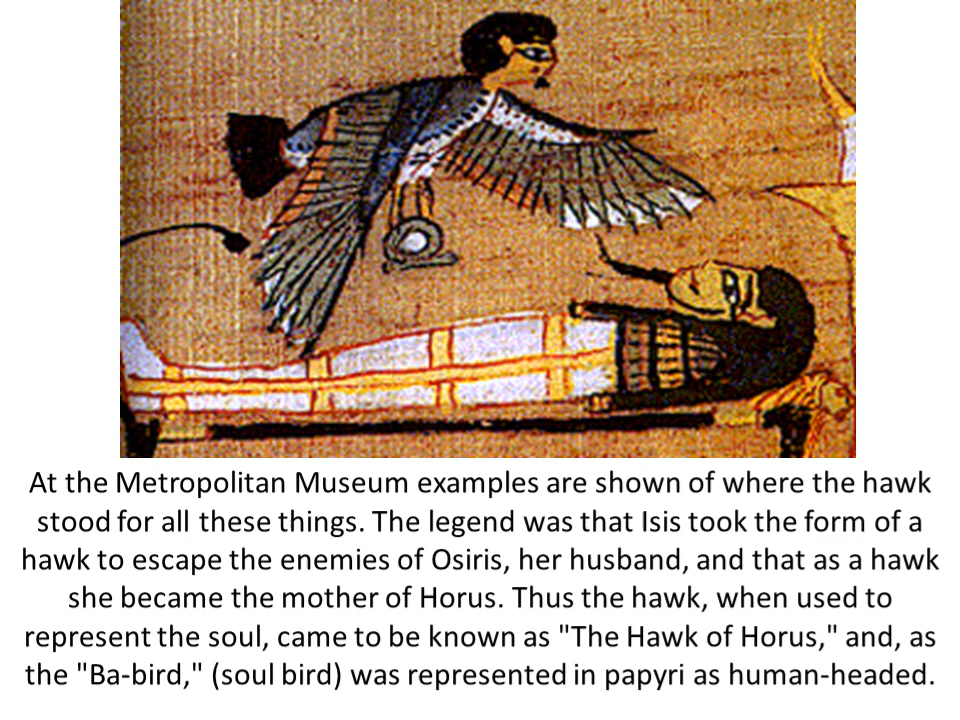 At the Metropolitan Museum examples are shown of where the hawk
stood for all these things. The legend was that Isis took the form of a
hawk to escape the enemies of Osiris, her husband, and that as a hawk
she became the mother of Horus. Thus the hawk, when used to
represent the soul, came to be known as "The Hawk of Horus," and, as
the "Ba-bird," (soul bird) was represented in papyri as human-headed.